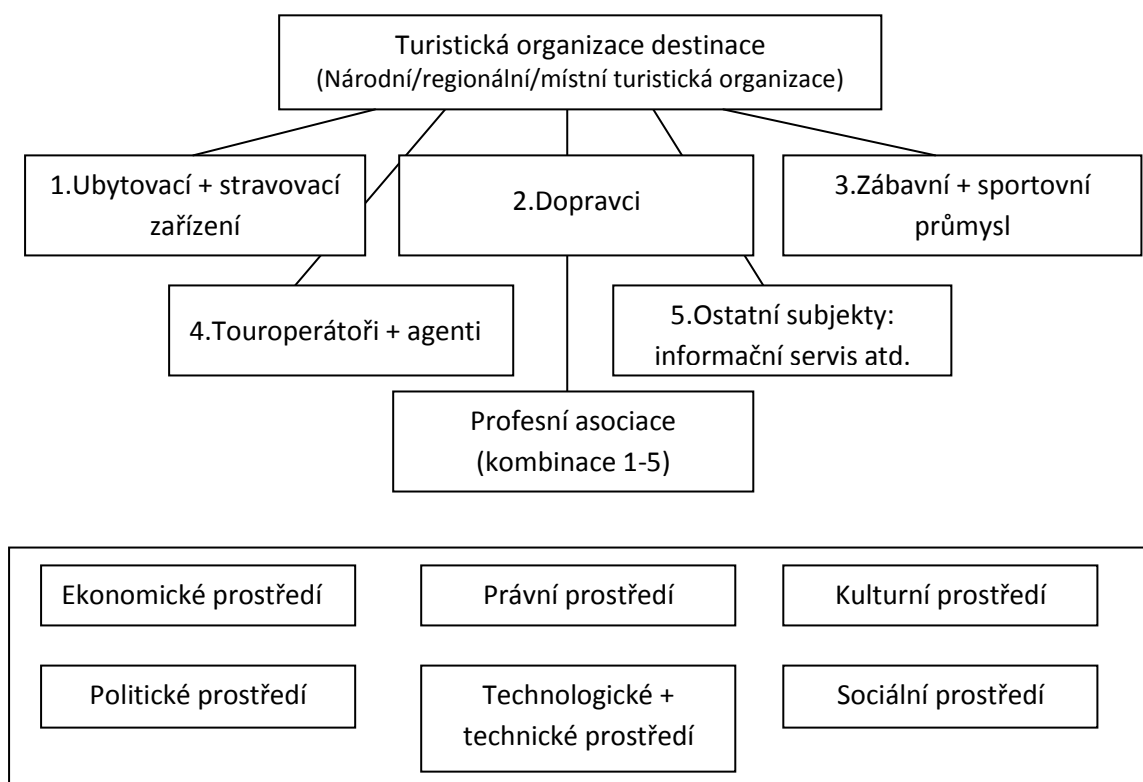 Turistická organizace destinace
(Národní/regionální/místní turistická organizace)
1.Ubytovací + stravovací
zařízení
2.Dopravci
3.Zábavní + sportovní
průmysl
4.Touroperátoři + agenti
5.Ostatní subjekty:
informační servis atd.
Profesní asociace
(kombinace 1-5)
Ekonomické prostředí
Právní prostředí
Kulturní prostředí
Politické prostředí
Technologické +
technické prostředí
Sociální prostředí